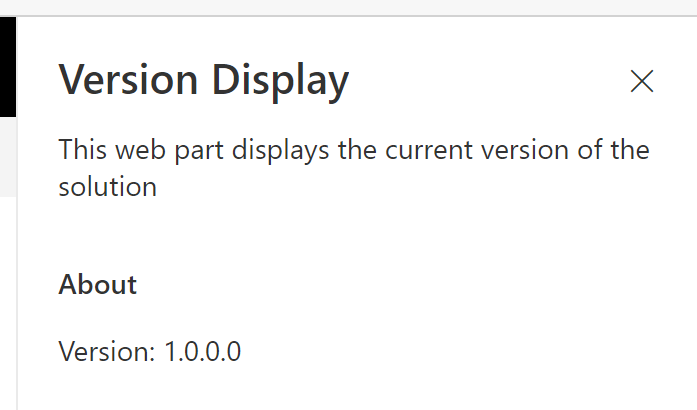 Version Display
This web part displays the current version of the
solution
About
Version: 1.0.0.0